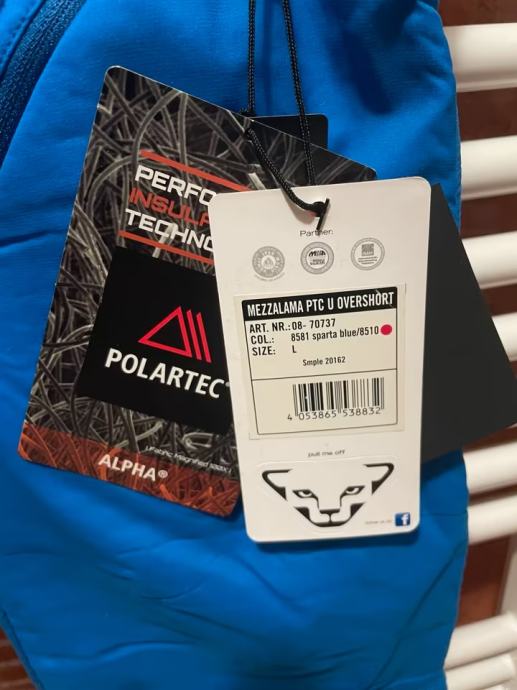 PERFO
INSULA
TECHNO
POLARTEC®
ALPHA®
Partner:
MEZZALAMA PTC U OVERSHORT
ART. NR.: 08- 70737
COL.: 8581 sparta blue/8510
SIZE: L
Smple 20162
4 053865 538832
pull me off
f